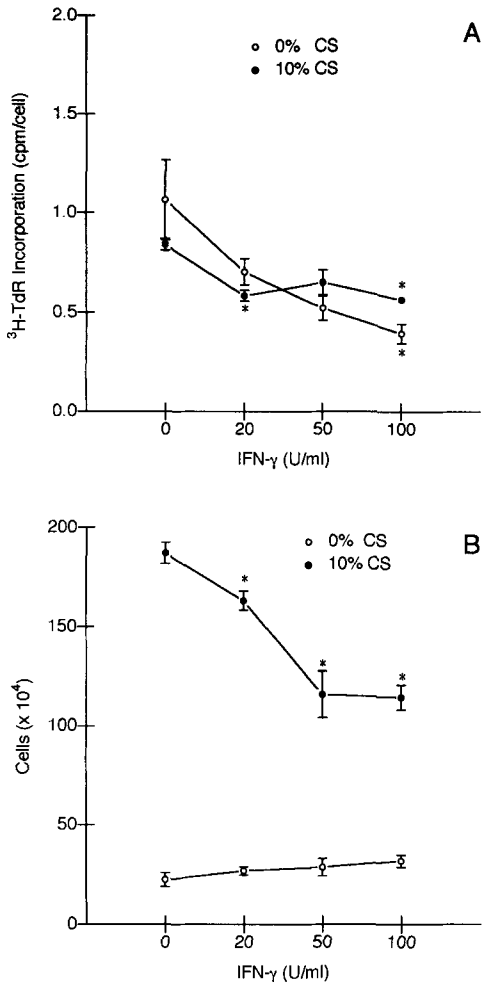 A
2.0
0% CS
10% CS
1.5
1.0
0.5
0.0
³H-TdR Incorporation (cpm/cell)
*
*
*
0 20 50 100
IFN-γ (U/ml)
B
200
0% CS
10% CS
150
100
50
0
Cells (x 10⁴)
*
*
*
0 20 50 100
IFN-γ (U/ml)